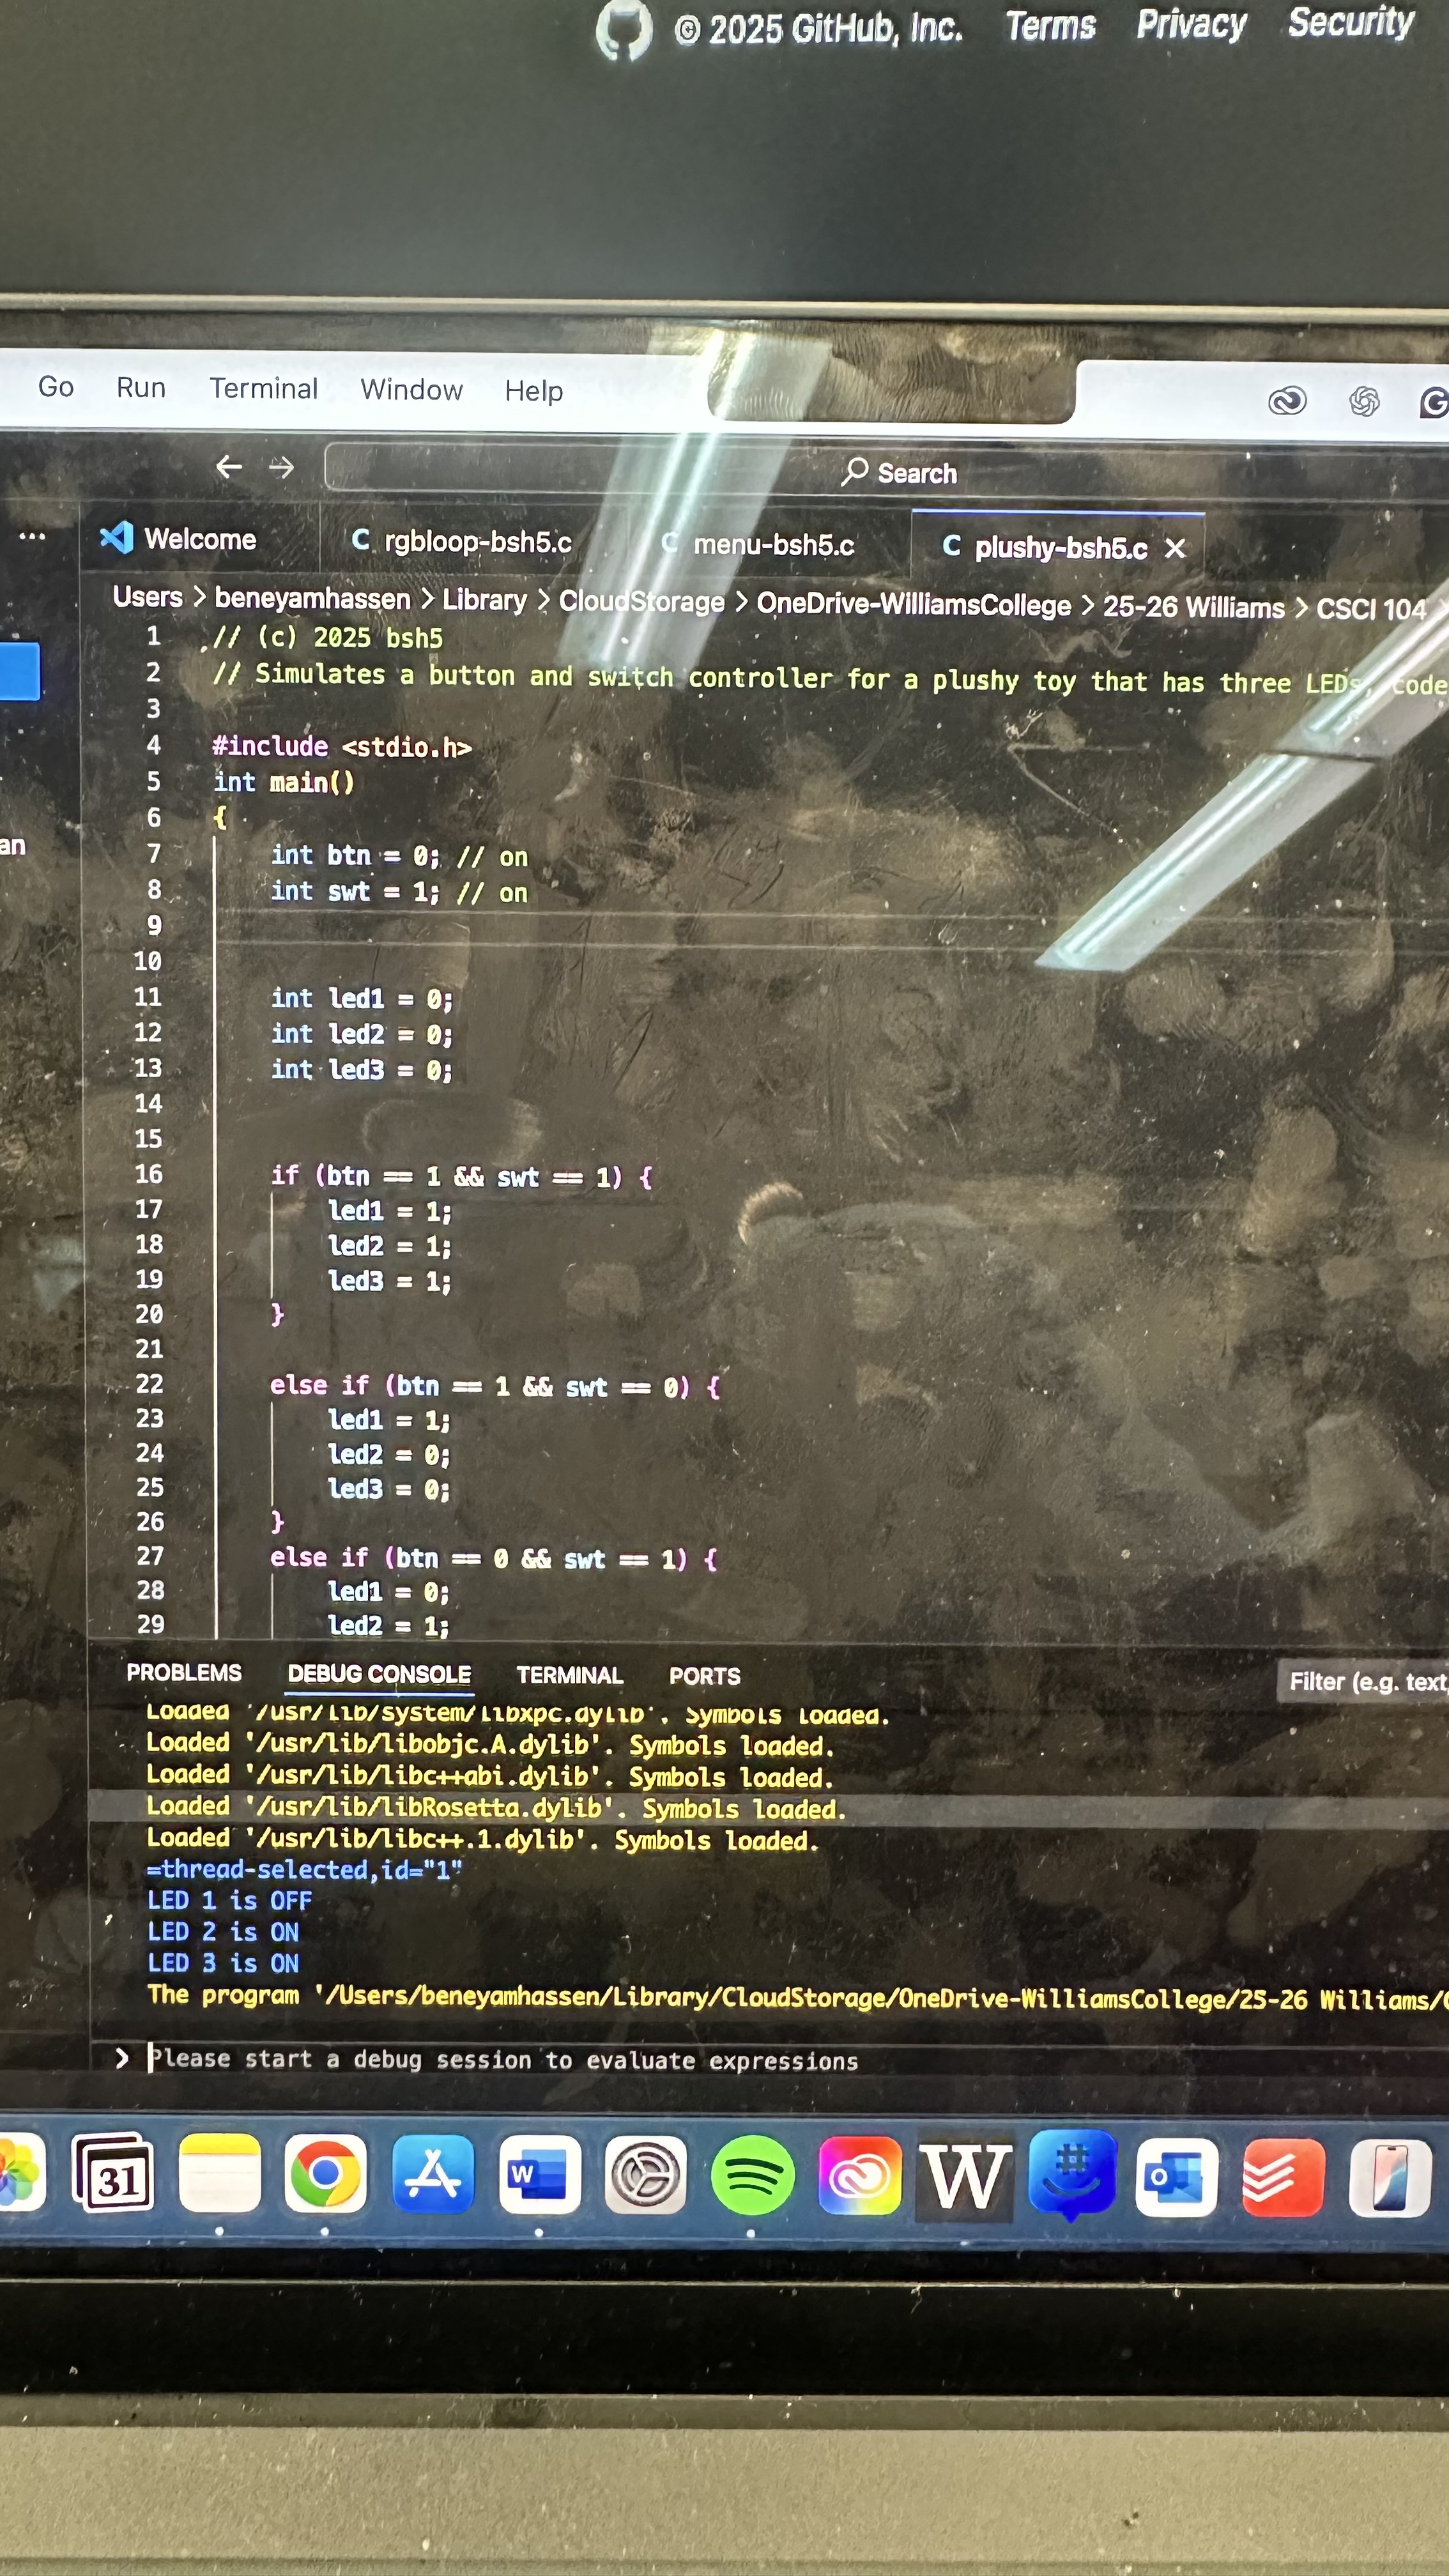 © 2025 GitHub, Inc. Terms Privacy Security
Go Run Terminal Window Help
Search
Welcome rgbloop-bsh5.c menu-bsh5.c plushy-bsh5.c
Users > beneyamhassen > Library > CloudStorage > OneDrive-WilliamsCollege > 25-26 Williams > CSCI 104
1 // (c) 2025 bsh5
2 // Simulates a button and switch controller for a plushy toy that has three LEDs, code
3
4 #include <stdio.h>
5 int main()
6 {
an
7 int btn = 0; // on
8 int swt = 1; // on
9
10
11 int led1 = 0;
12 int led2 = 0;
13 int led3 = 0;
14
15
16 if (btn == 1 && swt == 1) {
17 led1 = 1;
18 led2 = 1;
19 led3 = 1;
20 }
21
22 else if (btn == 1 && swt == 0) {
23 led1 = 1;
24 led2 = 0;
25 led3 = 0;
26 }
27 else if (btn == 0 && swt == 1) {
28 led1 = 0;
29 led2 = 1;
PROBLEMS DEBUG CONSOLE TERMINAL PORTS Filter (e.g. text,
Loaded '/usr/lib/system/libxpc.dylib'. Symbols loaded.
Loaded '/usr/lib/libobjc.A.dylib'. Symbols loaded.
Loaded '/usr/lib/libc++abi.dylib'. Symbols loaded.
Loaded '/usr/lib/libRosetta.dylib'. Symbols loaded.
Loaded '/usr/lib/libc++.1.dylib'. Symbols loaded.
=thread-selected,id="1"
LED 1 is OFF
LED 2 is ON
LED 3 is ON
The program '/Users/beneyamhassen/Library/CloudStorage/OneDrive-WilliamsCollege/25-26 Williams/
> Please start a debug session to evaluate expressions
31 W W O